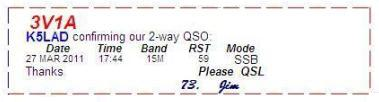 3V1A
K5LAD confirming our 2-way QSO:
Date Time Band RST Mode
27 MAR 2011 17:44 15M 59 SSB
Thanks Please QSL
73. Jim